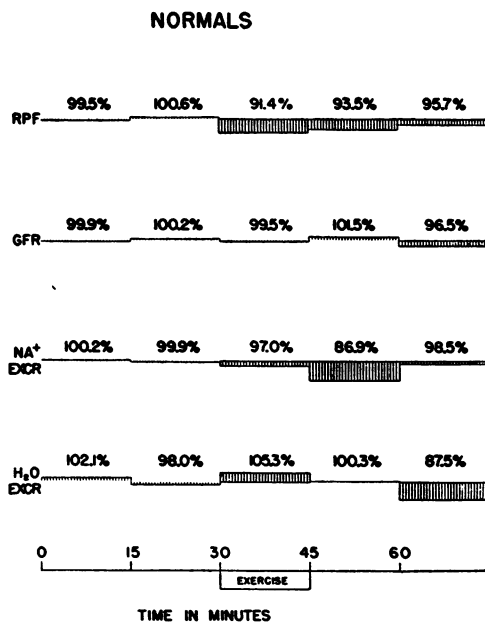 NORMALS
99.5% 100.6% 91.4% 93.5% 95.7%
RPF
99.9% 100.2% 99.5% 101.5% 96.5%
GFR
100.2% 99.9% 97.0% 86.9% 98.5%
NA+
EXCR
102.1% 98.0% 105.3% 100.3% 87.5%
H₂O
EXCR
0 15 30 45 60
EXERCISE
TIME IN MINUTES